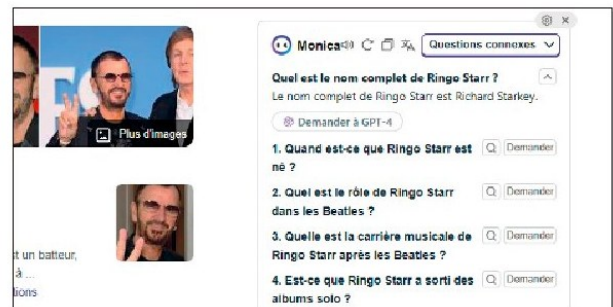 Monica
Questions connexes
Quel est le nom complet de Ringo Starr ?
Le nom complet de Ringo Starr est Richard Starkey.
Demander à GPT-4
1. Quand est-ce que Ringo Starr est
né ?
Demander
2. Quel est le rôle de Ringo Starr
dans les Beatles ?
Demander
3. Quelle est la carrière musicale de
Ringo Starr après les Beatles ?
Demander
4. Est-ce que Ringo Starr a sorti des
albums solo ?
Demander
Plus d'images
un batteur,
à ...